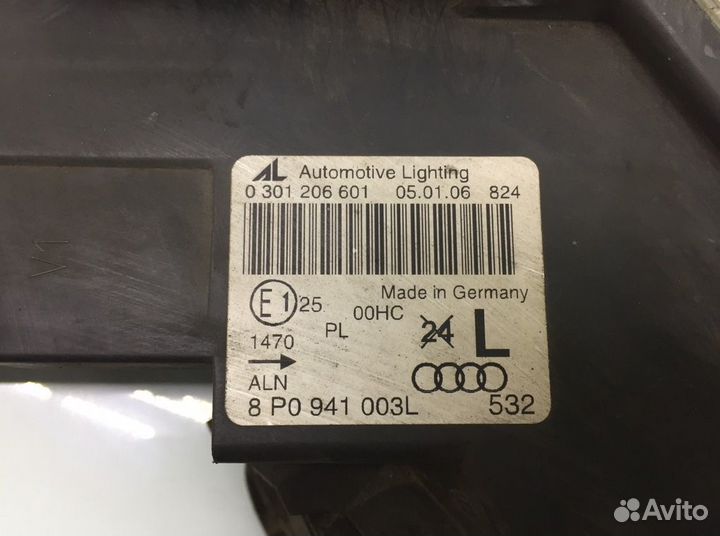 AL Automotive Lighting
0 301 206 601 05.01.06 824
Made in Germany
E1 25 00HC
PL 24 L
1470
ALN
8 P0 941 003L 532
Avito